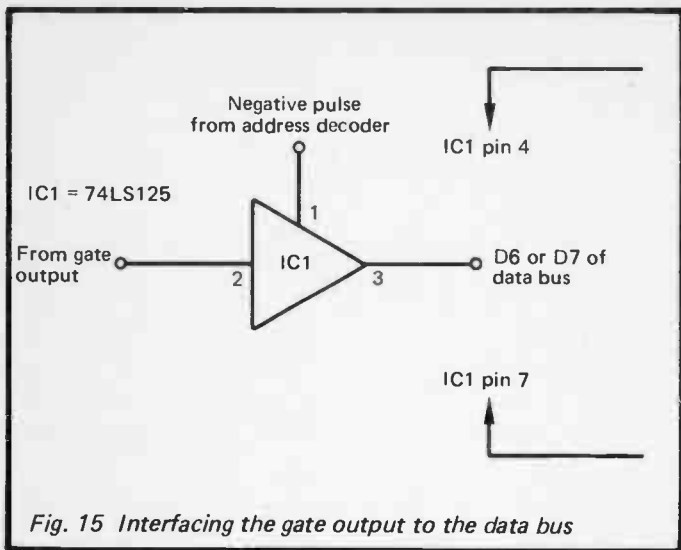 Negative pulse
from address decoder
IC1 pin 4
IC1 = 74LS125
1
From gate
output
2
IC1
3
D6 or D7 of
data bus
IC1 pin 7
Fig. 15 Interfacing the gate output to the data bus